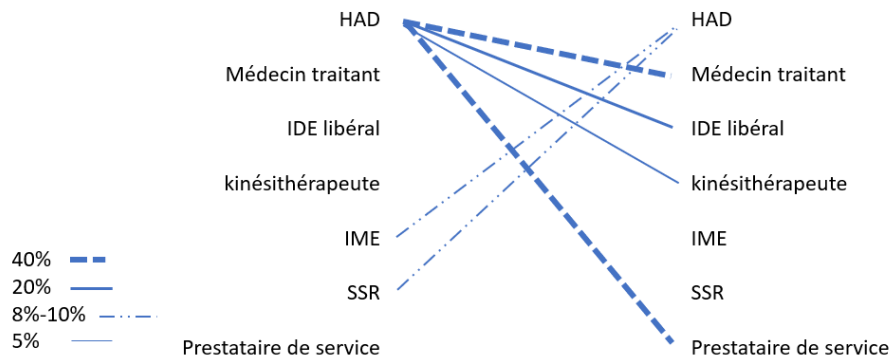 HAD HAD
Médecin traitant Médecin traitant
IDE libéral IDE libéral
kinésithérapeute kinésithérapeute
IME IME
SSR SSR
Prestataire de service Prestataire de service
40%
20%
8%-10%
5%